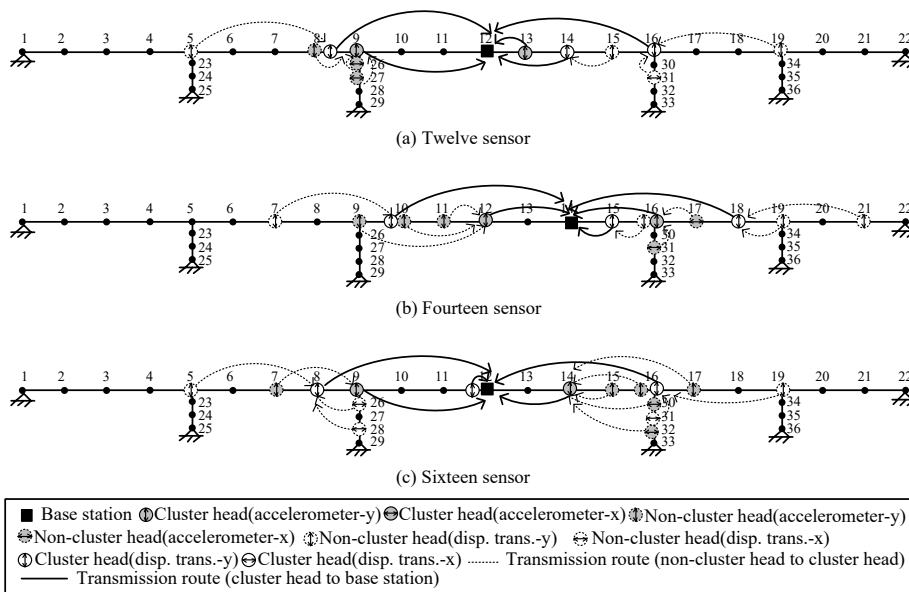 1 2 3 4 5 6 7 8 9 10 11 12 13 14 15 16 17 18 19 20 21 22
23 26 30 34
24 27 31 35
25 28 32 36
29 33
(a) Twelve sensor
1 2 3 4 5 6 7 8 9 10 11 12 13 15 16 17 18 19 20 21 22
23 26 30 34
24 27 31 35
25 28 32 36
29 33
(b) Fourteen sensor
1 2 3 4 5 6 7 8 9 10 11 12 13 14 15 16 17 18 19 20 21 22
23 26 30 34
24 27 31 35
25 28 32 36
29 33
(c) Sixteen sensor
Base station Cluster head(accelerometer-y) Cluster head(accelerometer-x) Non-cluster head(accelerometer-y)
Non-cluster head(accelerometer-x) Non-cluster head(disp. trans.-y) Non-cluster head(disp. trans.-x)
Cluster head(disp. trans.-y) Cluster head(disp. trans.-x) Transmission route (non-cluster head to cluster head)
Transmission route (cluster head to base station)